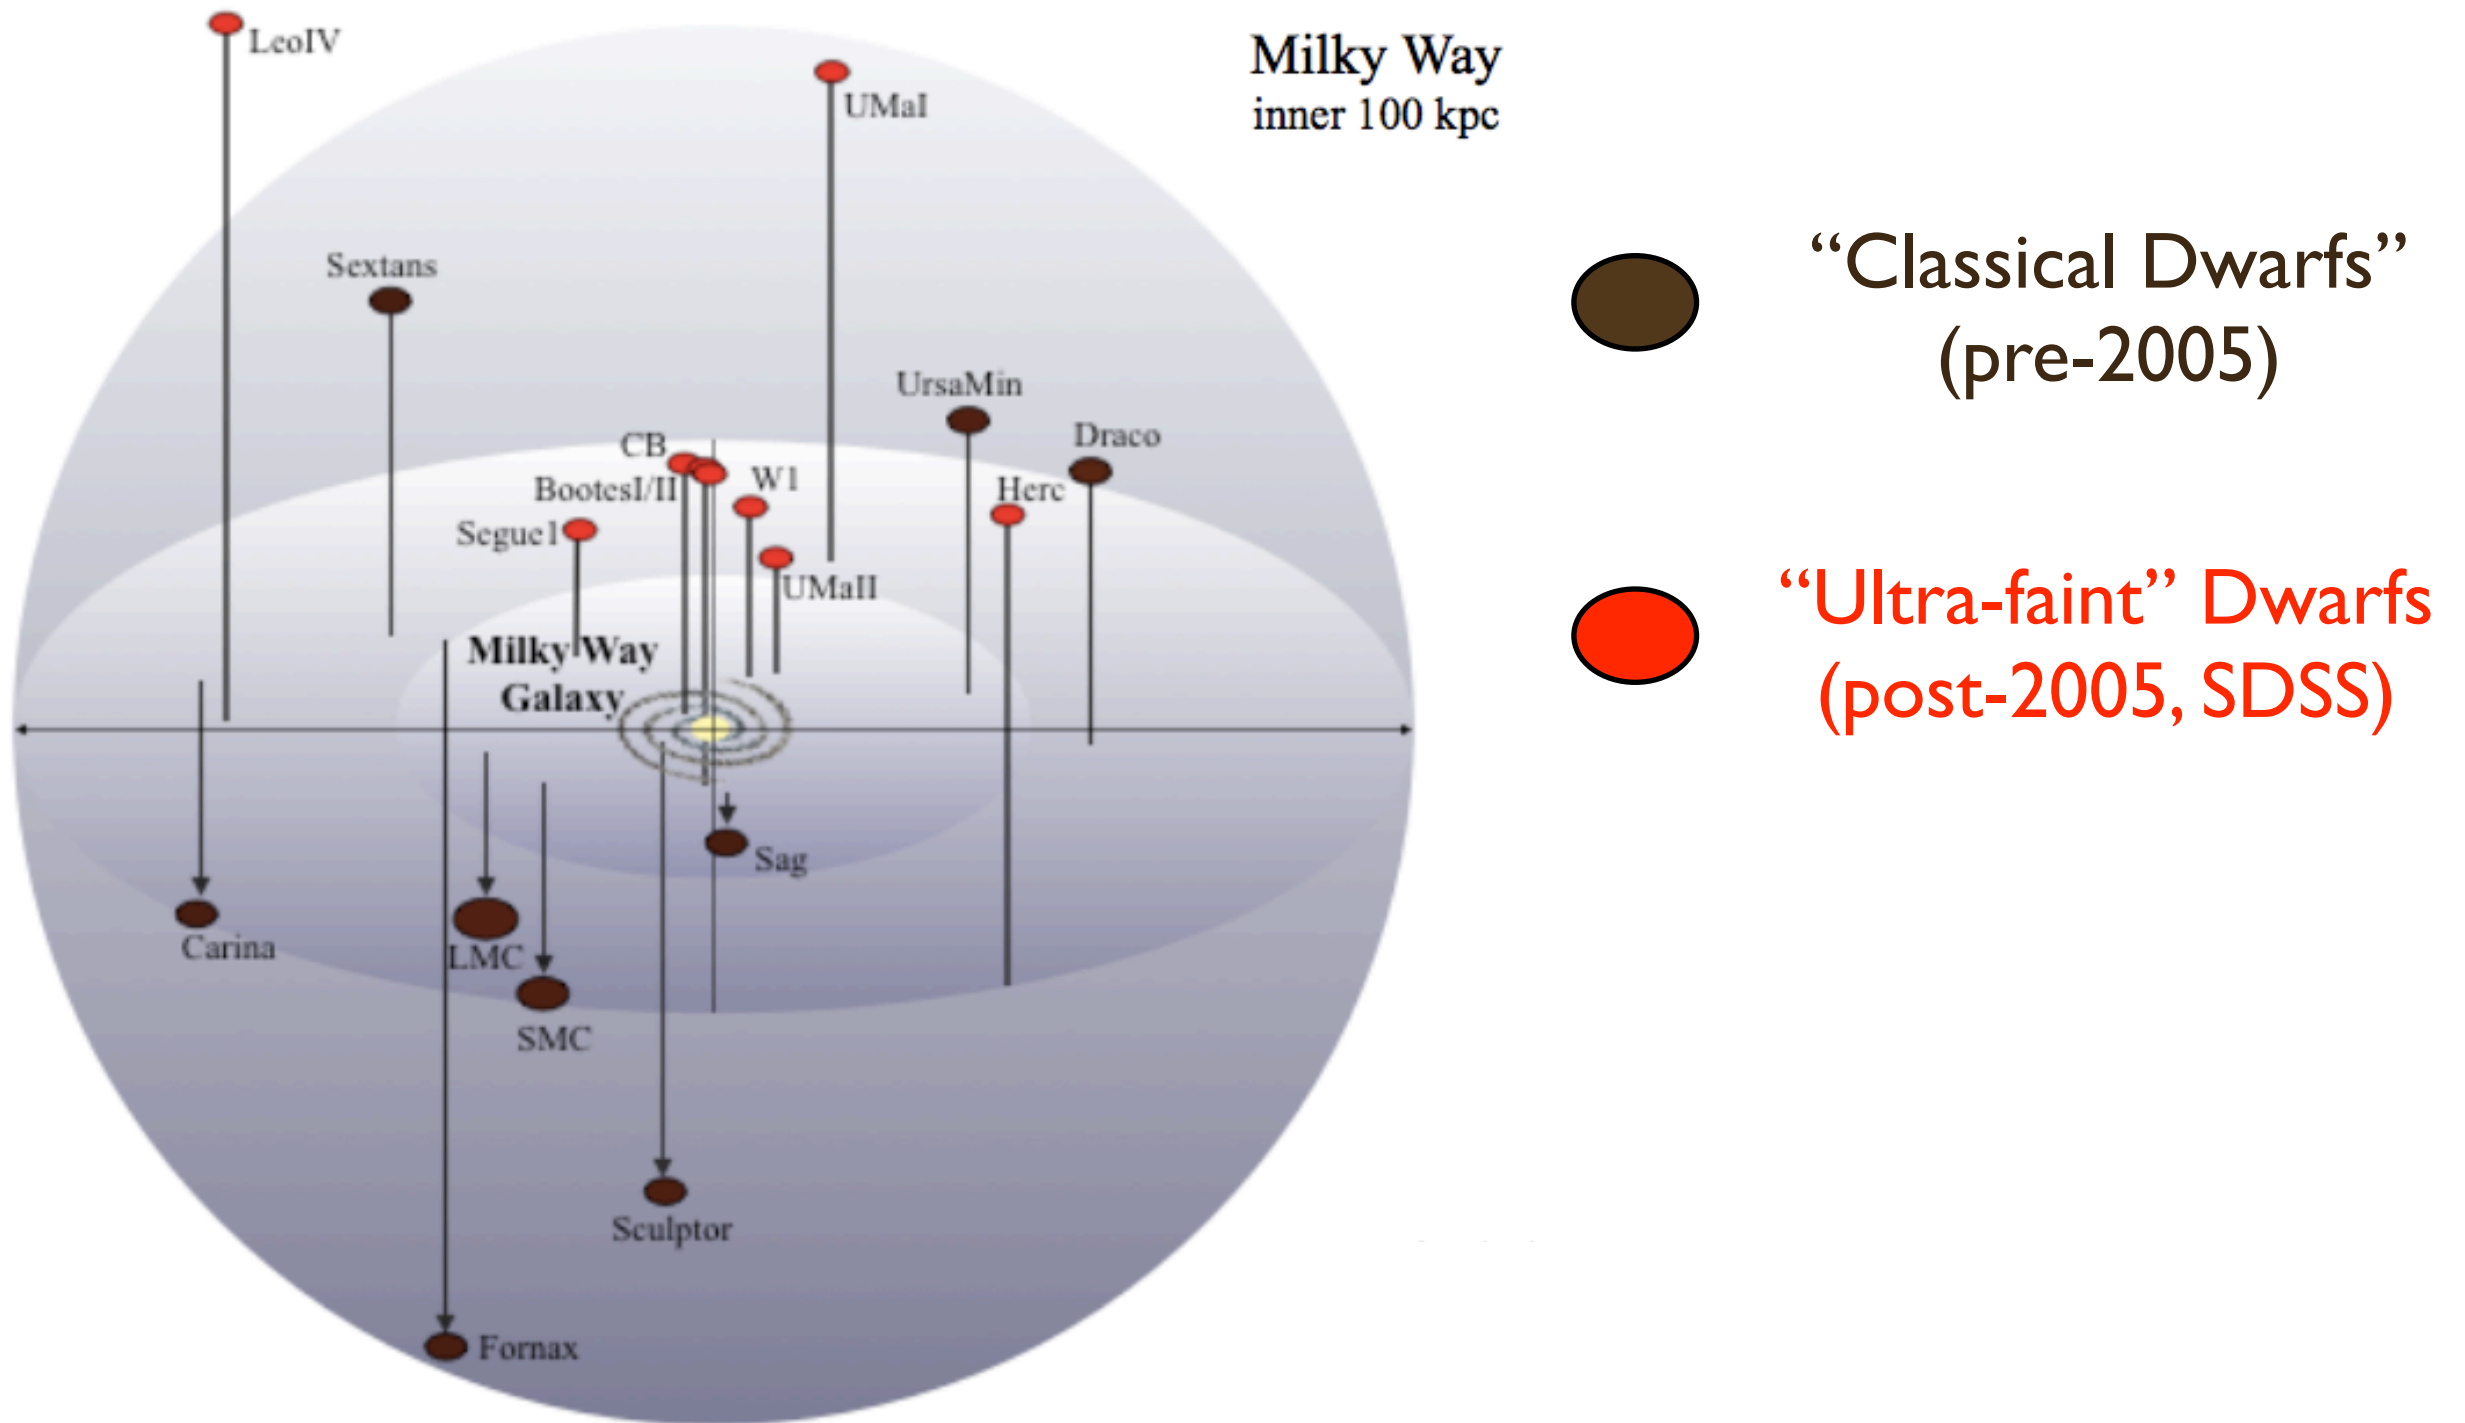 LeoIV
Milky Way
inner 100 kpc
UMaI
Sextans
“Classical Dwarfs”
(pre-2005)
UrsaMin
Draco
CB
BootesI/II
W1
Herc
Segue1
UMaII
“Ultra-faint” Dwarfs
(post-2005, SDSS)
Milky Way
Galaxy
Sag
Carina
LMC
SMC
Sculptor
Fornax